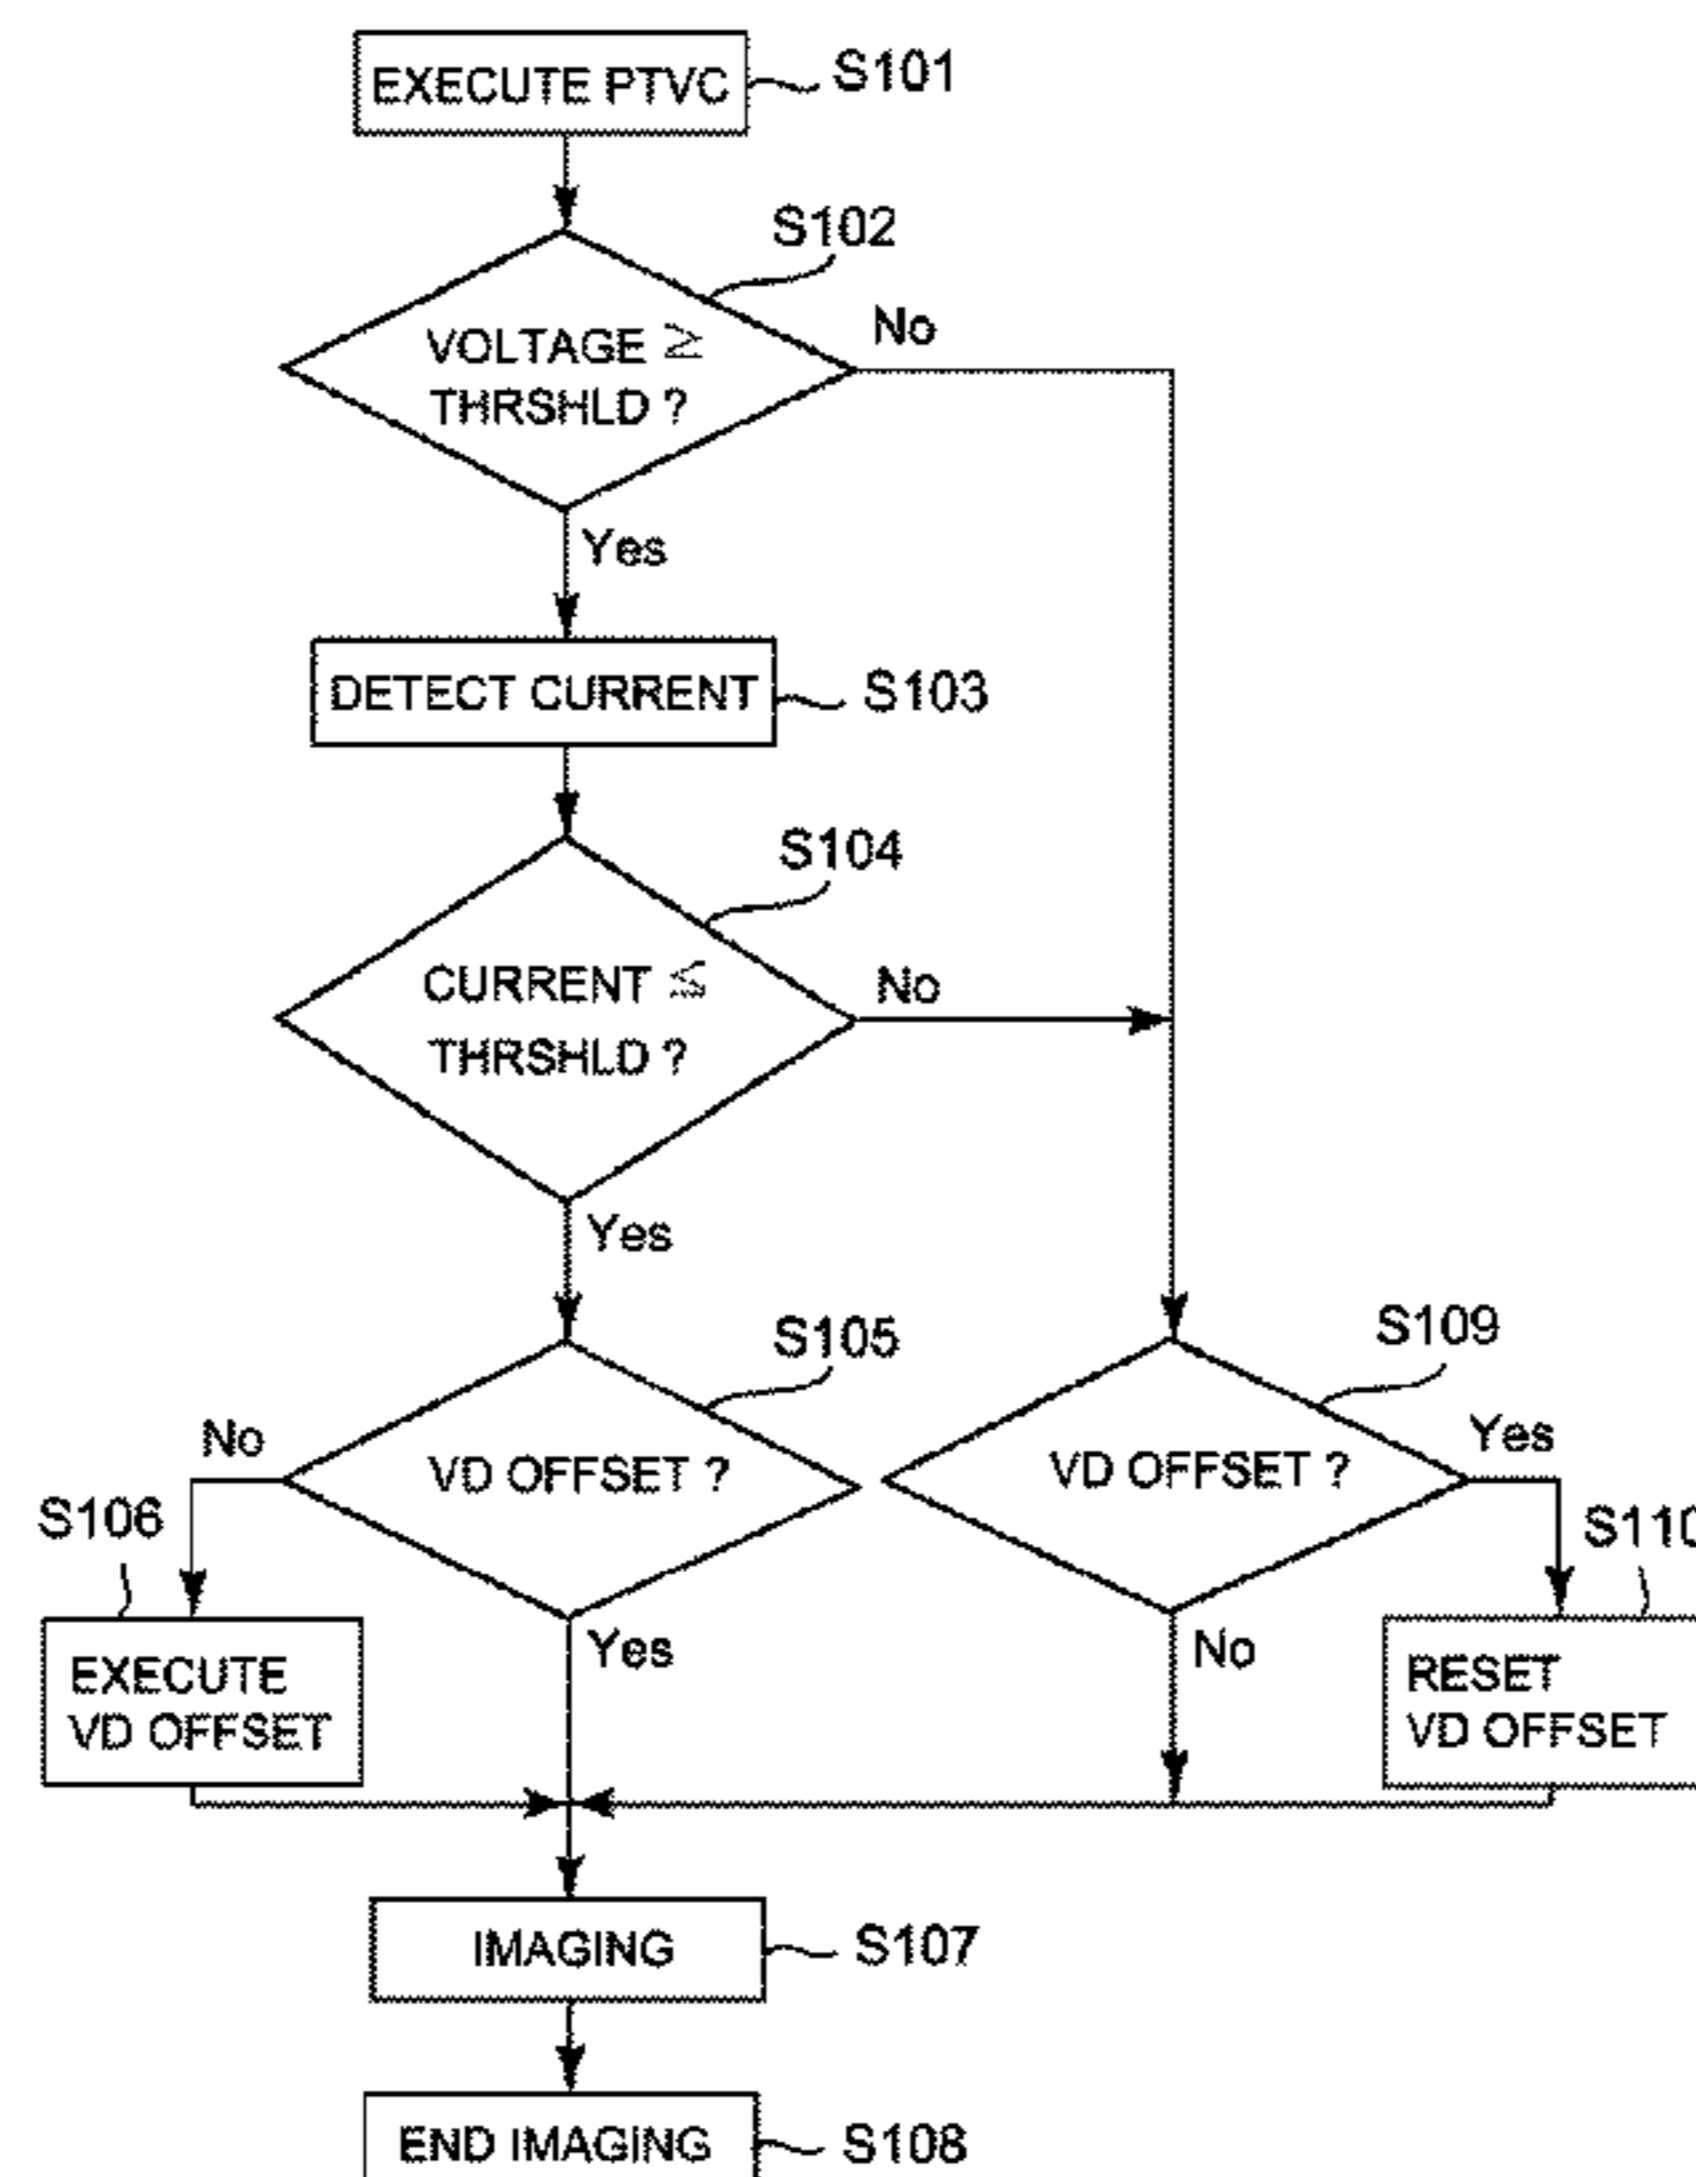 EXECUTE PTVC
S101
S102
VOLTAGE ≧
THRSHLD ?
No
Yes
DETECT CURRENT
S103
S104
CURRENT ≦
THRSHLD ?
No
Yes
S105
S109
No
VD OFFSET ?
VD OFFSET ?
Yes
S106
S110
EXECUTE
VD OFFSET
Yes
No
RESET
VD OFFSET
IMAGING
S107
END IMAGING
S108